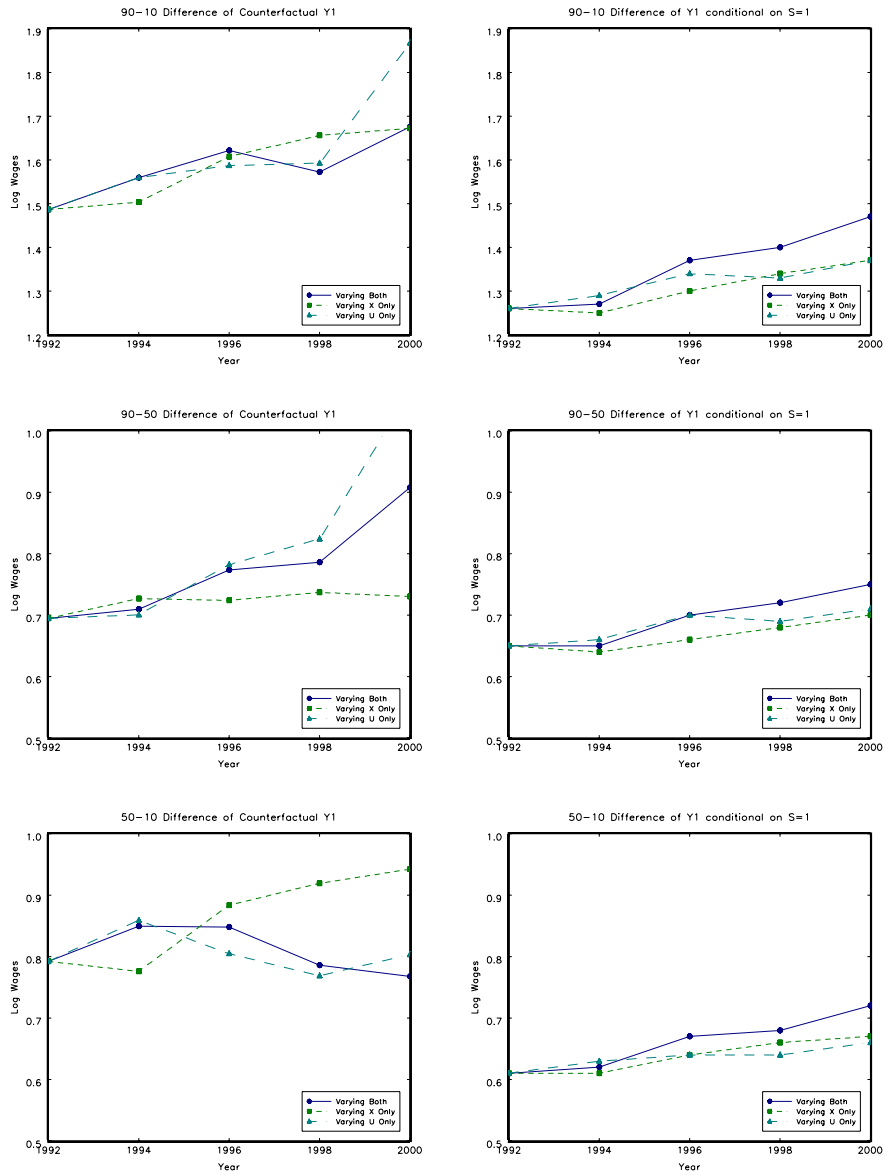 90-10 Difference of Counterfactual Y1
Log Wages
1.9
1.8
1.7
1.6
1.5
1.4
1.3
1.2
Varying Both
Varying X Only
Varying U Only
1992 1994 1996 1998 2000
Year
90-10 Difference of Y1 conditional on S=1
Log Wages
1.9
1.8
1.7
1.6
1.5
1.4
1.3
1.2
Varying Both
Varying X Only
Varying U Only
1992 1994 1996 1998 2000
Year
90-50 Difference of Counterfactual Y1
Log Wages
1.0
0.9
0.8
0.7
0.6
0.5
Varying Both
Varying X Only
Varying U Only
1992 1994 1996 1998 2000
Year
90-50 Difference of Y1 conditional on S=1
Log Wages
1.0
0.9
0.8
0.7
0.6
0.5
Varying Both
Varying X Only
Varying U Only
1992 1994 1996 1998 2000
Year
50-10 Difference of Counterfactual Y1
Log Wages
1.0
0.9
0.8
0.7
0.6
0.5
Varying Both
Varying X Only
Varying U Only
1992 1994 1996 1998 2000
Year
50-10 Difference of Y1 conditional on S=1
Log Wages
1.0
0.9
0.8
0.7
0.6
0.5
Varying Both
Varying X Only
Varying U Only
1992 1994 1996 1998 2000
Year